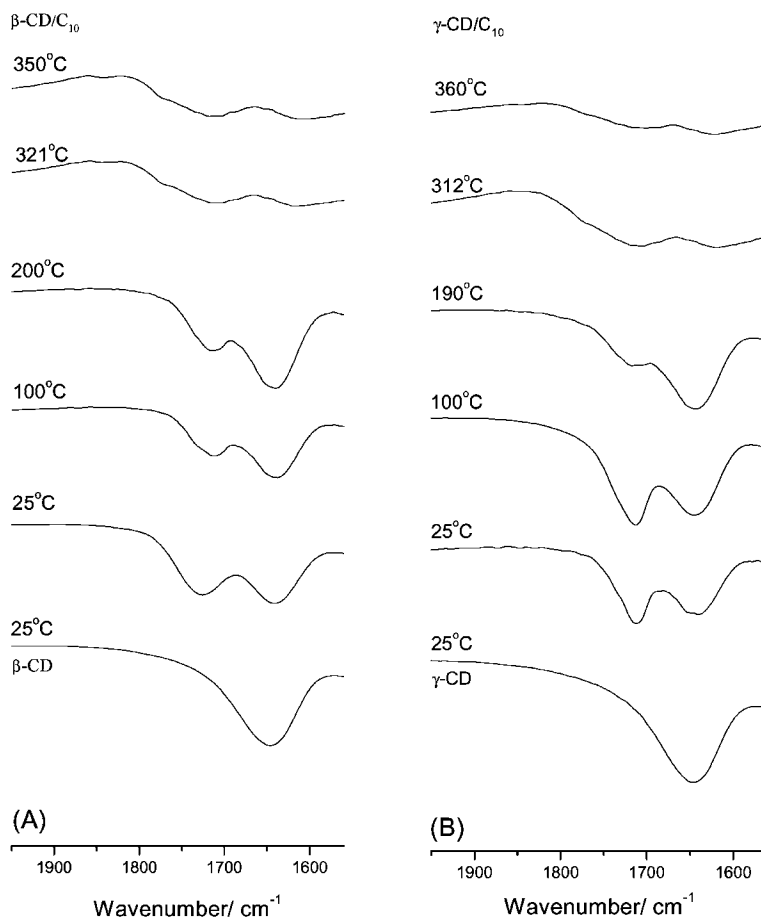 β-CD/C₁₀
350°C
321°C
200°C
100°C
25°C
25°C
β-CD
(A)
1900 1800 1700 1600
Wavenumber/ cm⁻¹
γ-CD/C₁₀
360°C
312°C
190°C
100°C
25°C
25°C
γ-CD
(B)
1900 1800 1700 1600
Wavenumber/ cm⁻¹